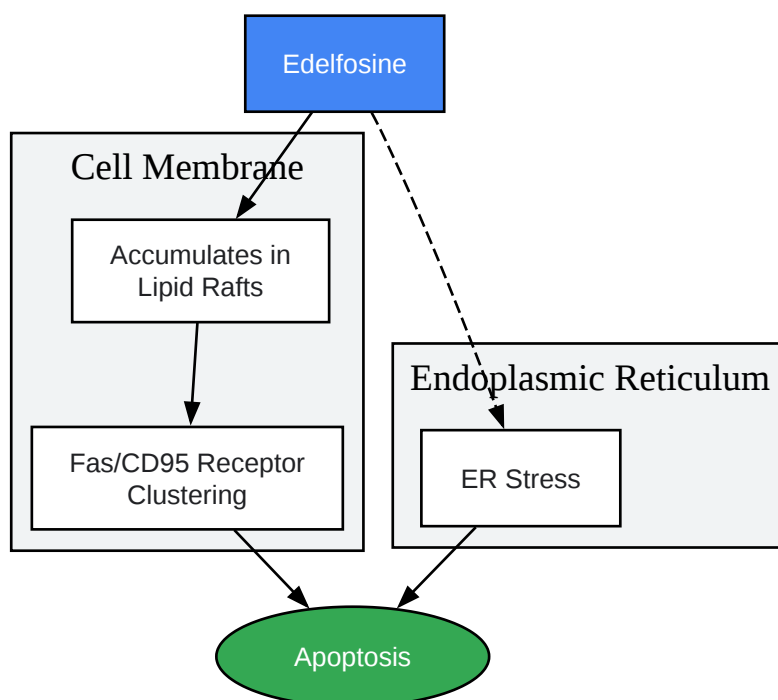 Edelfosine
Cell Membrane
Accumulates in
Lipid Rafts
Endoplasmic Reticulum
Fas/CD95 Receptor
Clustering
ER Stress
Apoptosis